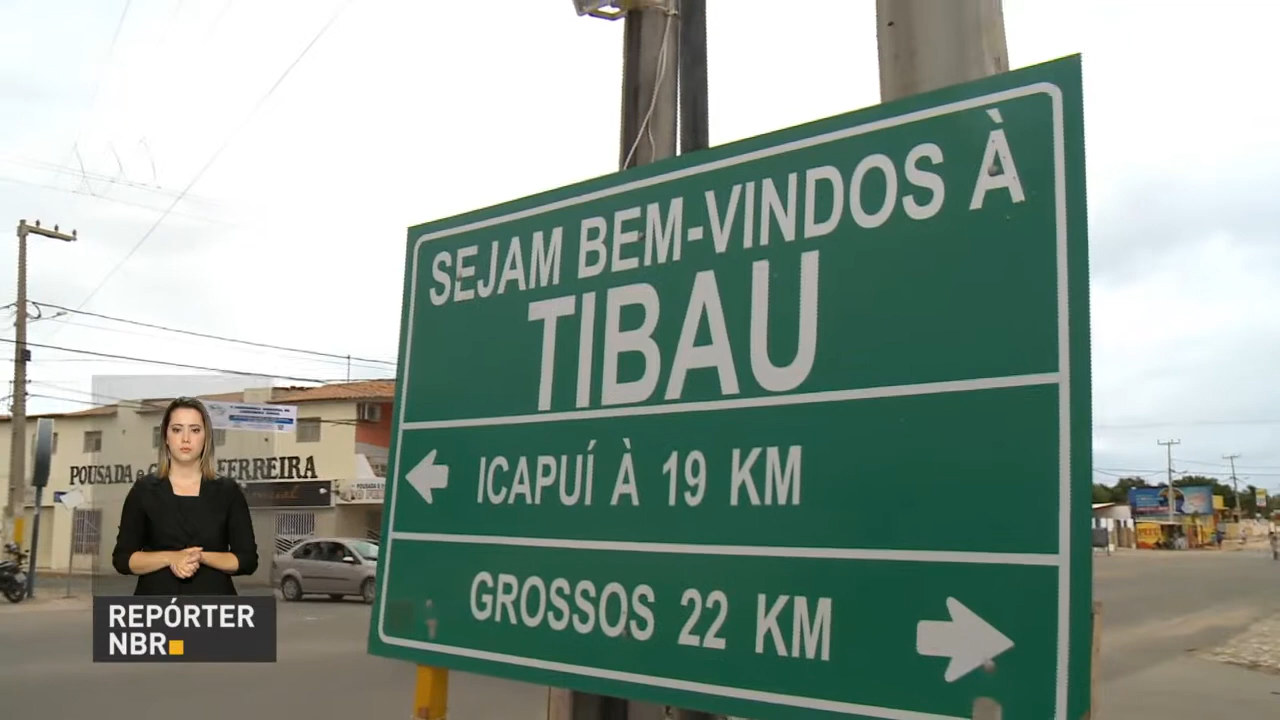 SEJAM BEM-VINDOS À
TIBAU
ICAPUÍ À 19 KM
GROSSOS 22 KM
POUSADA e
FERREIRA
REPÓRTER
NBR